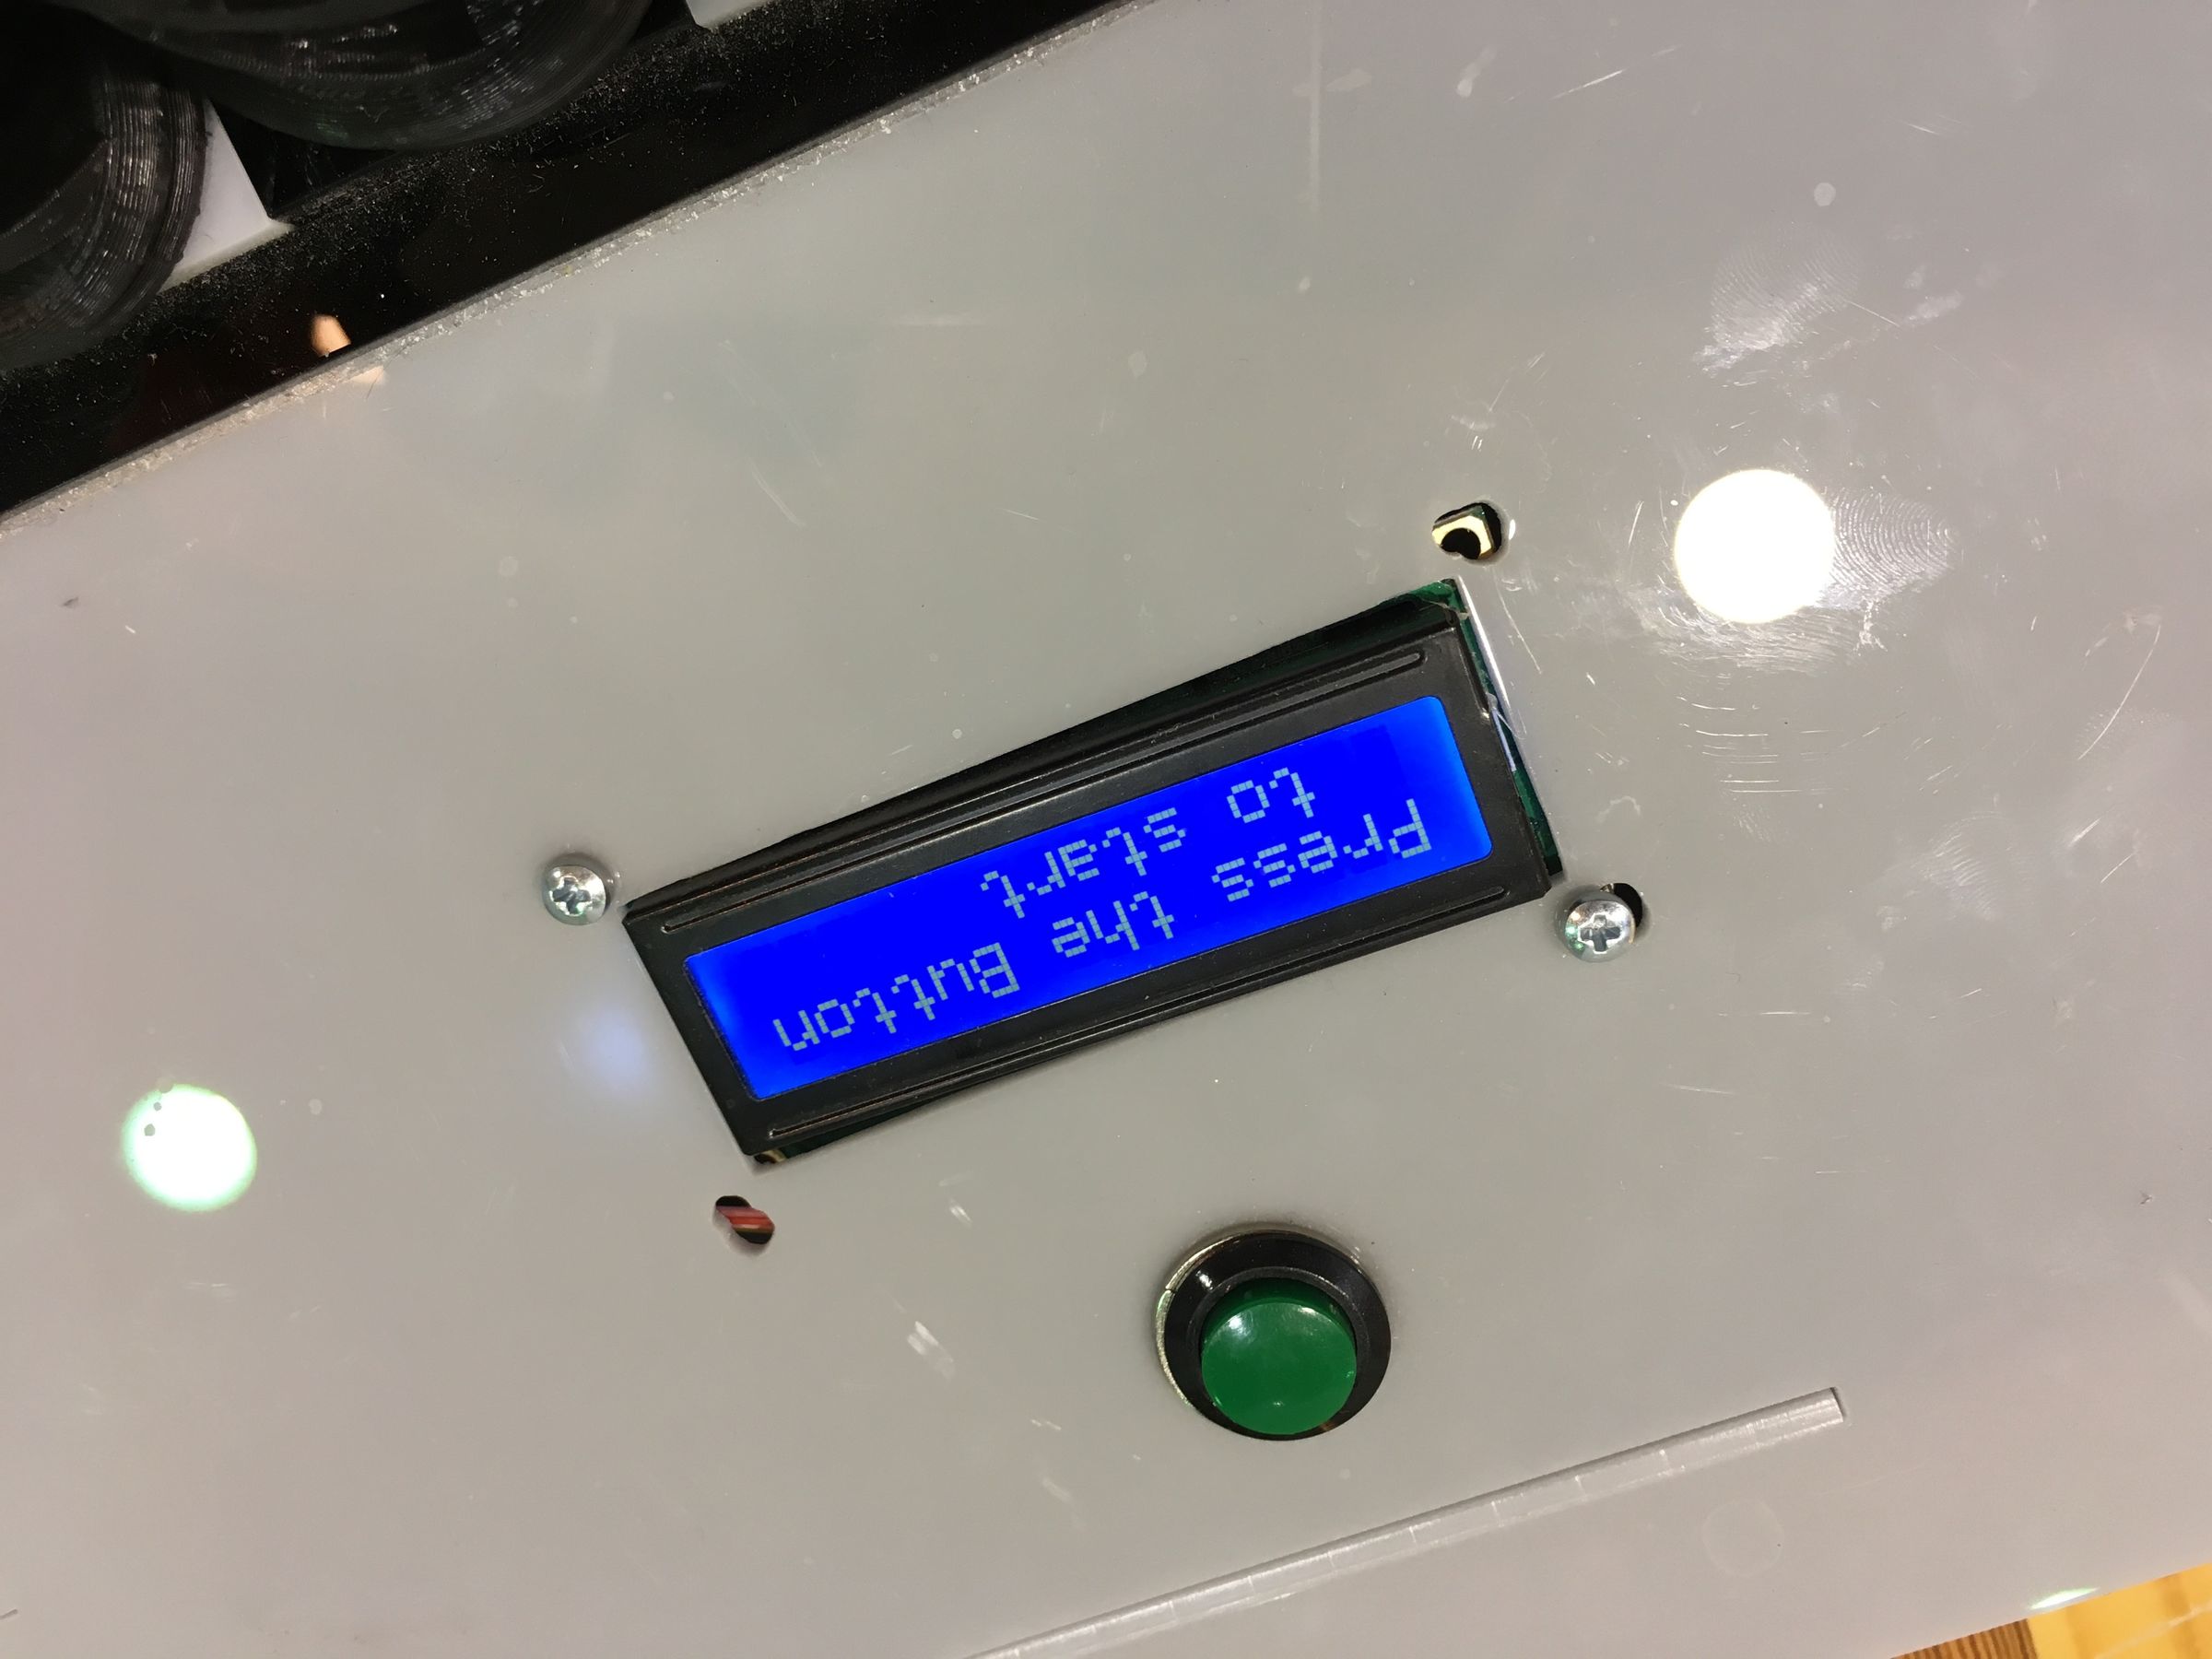 Press the Button
to start